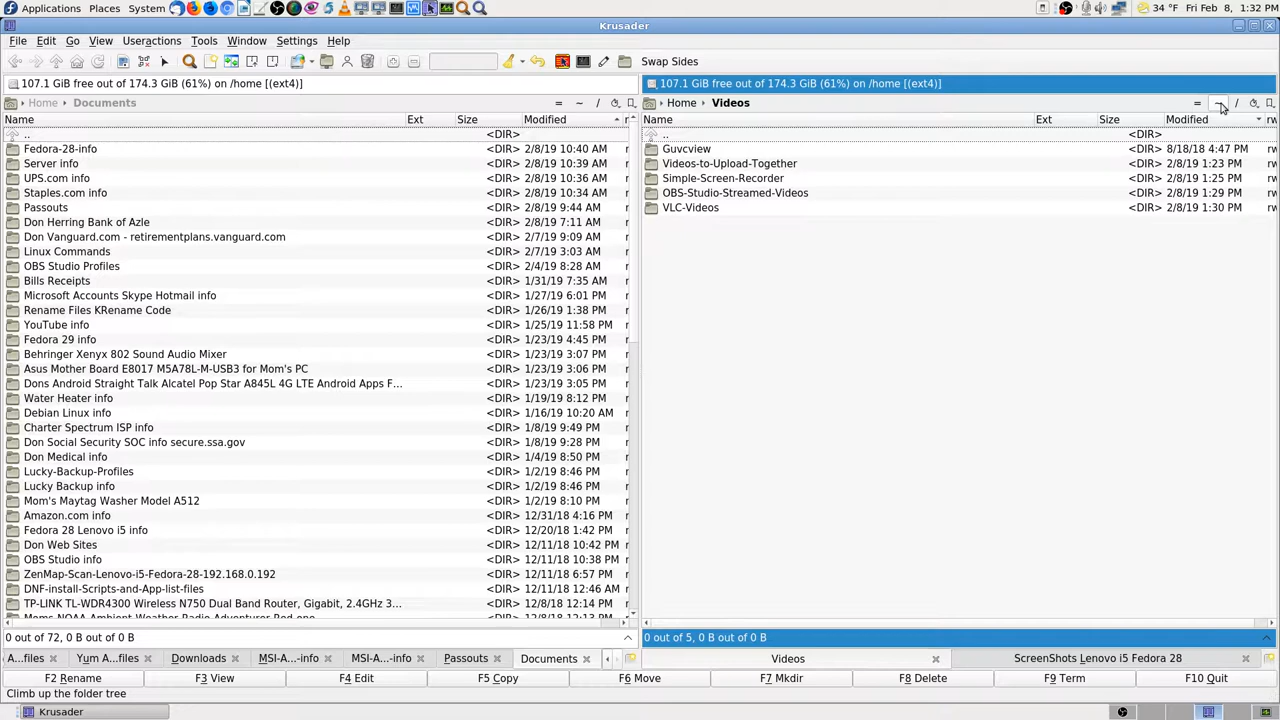 Applications Places System 34 °F Fri Feb 8, 1:32 PM
Krusader
File Edit Go View Useractions Tools Window Settings Help
Swap Sides
107.1 GiB free out of 174.3 GiB (61%) on /home [(ext4)] 107.1 GiB free out of 174.3 GiB (61%) on /home [(ext4)]
Home Documents = ~ / Home Videos = /
Name Ext Size Modified Name Ext Size Modified rw
.. <DIR> .. <DIR>
Fedora-28-info <DIR> 2/8/19 10:40 AM Guvcview <DIR> 8/18/18 4:47 PM
Server info <DIR> 2/8/19 10:39 AM Videos-to-Upload-Together <DIR> 2/8/19 1:23 PM
UPS.com info <DIR> 2/8/19 10:36 AM Simple-Screen-Recorder <DIR> 2/8/19 1:25 PM
Staples.com info <DIR> 2/8/19 10:34 AM OBS-Studio-Streamed-Videos <DIR> 2/8/19 1:29 PM
Passouts <DIR> 2/8/19 9:44 AM VLC-Videos <DIR> 2/8/19 1:30 PM
Don Herring Bank of Azle <DIR> 2/8/19 7:11 AM
Don Vanguard.com - retirementplans.vanguard.com <DIR> 2/7/19 9:09 AM
Linux Commands <DIR> 2/7/19 3:03 AM
OBS Studio Profiles <DIR> 2/4/19 8:28 AM
Bills Receipts <DIR> 1/31/19 7:35 AM
Microsoft Accounts Skype Hotmail info <DIR> 1/27/19 6:01 PM
Rename Files KRename Code <DIR> 1/26/19 1:38 PM
YouTube info <DIR> 1/25/19 11:58 PM
Fedora 29 info <DIR> 1/23/19 4:45 PM
Behringer Xenyx 802 Sound Audio Mixer <DIR> 1/23/19 3:07 PM
Asus Mother Board E8017 M5A78L-M-USB3 for Mom's PC <DIR> 1/23/19 3:06 PM
Dons Android Straight Talk Alcatel Pop Star A845L 4G LTE Android Apps F... <DIR> 1/23/19 3:05 PM
Water Heater info <DIR> 1/19/19 8:12 PM
Debian Linux info <DIR> 1/16/19 10:20 AM
Charter Spectrum ISP info <DIR> 1/8/19 9:49 PM
Don Social Security SOC info secure.ssa.gov <DIR> 1/8/19 9:28 PM
Don Medical info <DIR> 1/4/19 8:50 PM
Lucky-Backup-Profiles <DIR> 1/2/19 8:46 PM
Lucky Backup info <DIR> 1/2/19 8:46 PM
Mom's Maytag Washer Model A512 <DIR> 1/2/19 8:10 PM
Amazon.com info <DIR> 12/31/18 4:16 PM
Fedora 28 Lenovo i5 info <DIR> 12/20/18 1:42 PM
Don Web Sites <DIR> 12/11/18 10:42 PM
OBS Studio info <DIR> 12/11/18 10:38 PM
ZenMap-Scan-Lenovo-i5-Fedora-28-192.168.0.192 <DIR> 12/11/18 6:57 PM
DNF-install-Scripts-and-App-list-files <DIR> 12/11/18 12:46 AM
TP-LINK TL-WDR4300 Wireless N750 Dual Band Router, Gigabit, 2.4GHz 3... <DIR> 12/8/18 12:14 PM
Moms NOAA Ambient Weather Radio Adventurer Red-one <DIR> 12/8/18 12:13 PM
0 out of 72, 0 B out of 0 B 0 out of 5, 0 B out of 0 B
A...files Yum A...files Downloads MSI-A...-info MSI-A...-info Passouts Documents Videos ScreenShots Lenovo i5 Fedora 28
F2 Rename F3 View F4 Edit F5 Copy F6 Move F7 Mkdir F8 Delete F9 Term F10 Quit
Climb up the folder tree
Krusader